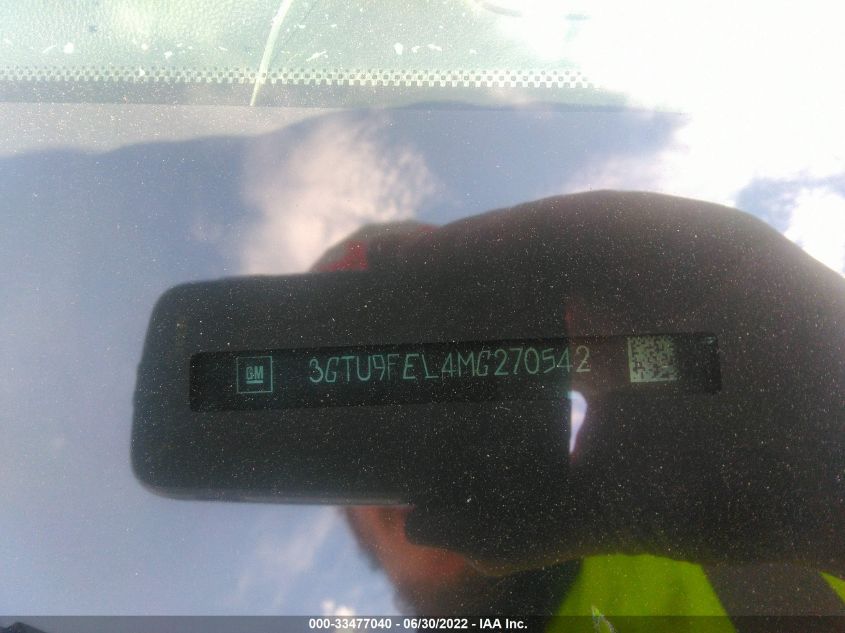 GM 3GTU9FEL4MG270542
000-33477040 - 06/30/2022 - IAA Inc.